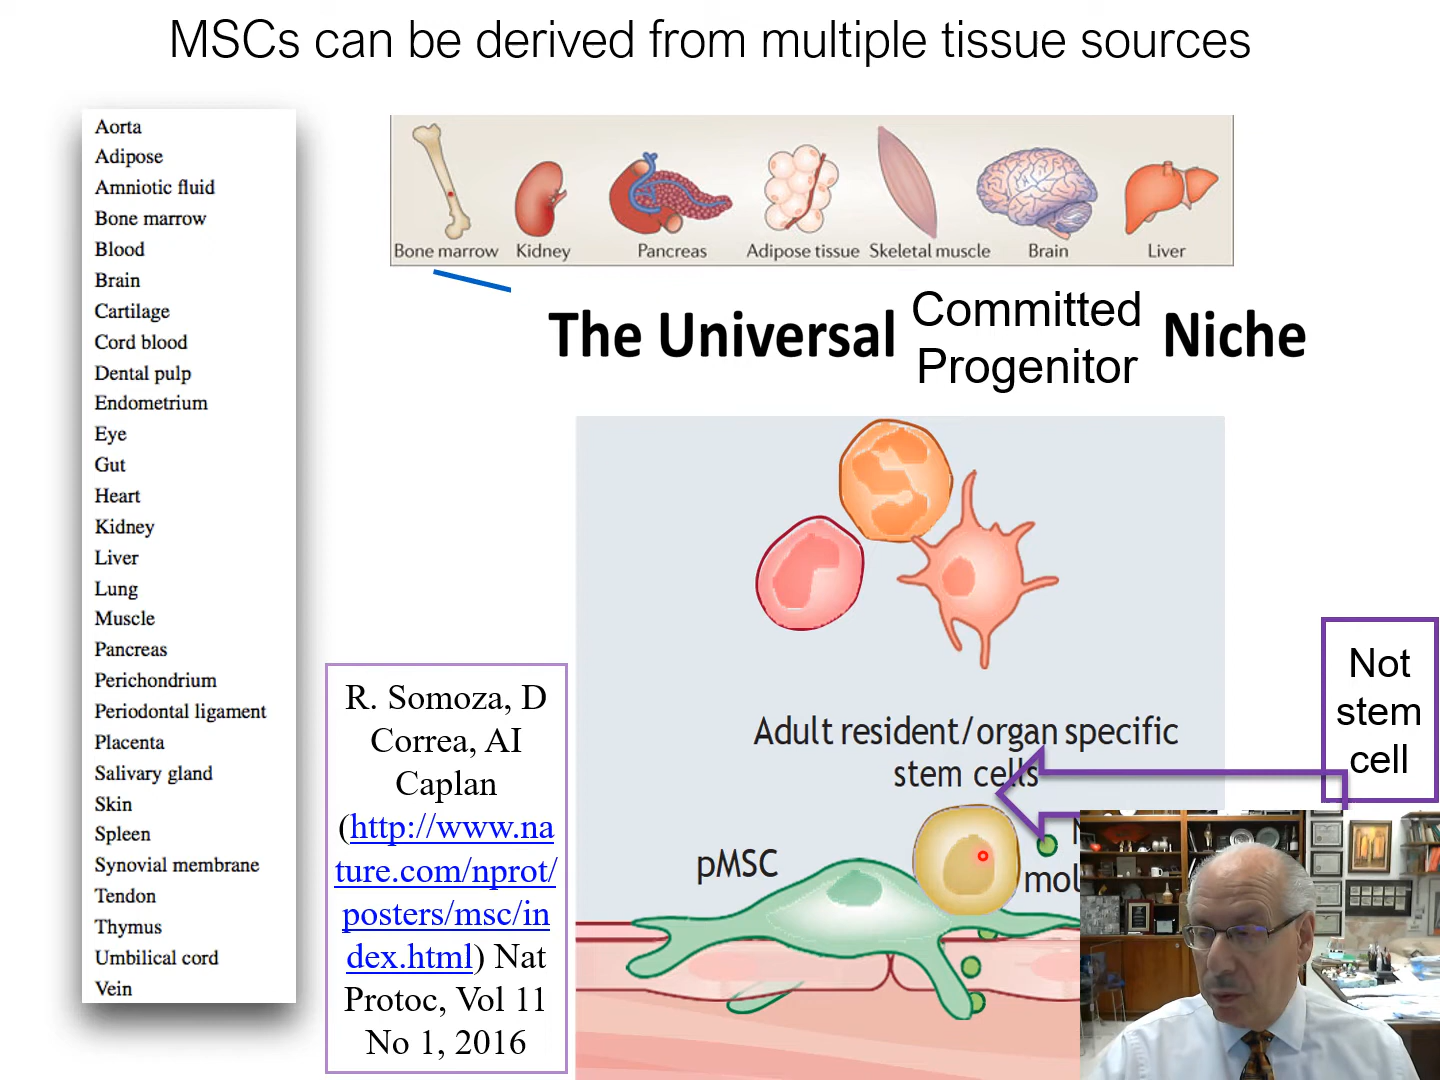 MSCs can be derived from multiple tissue sources
Aorta
Adipose
Amniotic fluid
Bone marrow
Blood
Brain
Cartilage
Cord blood
Dental pulp
Endometrium
Eye
Gut
Heart
Kidney
Liver
Lung
Muscle
Pancreas
Perichondrium
Periodontal ligament
Placenta
Salivary gland
Skin
Spleen
Synovial membrane
Tendon
Thymus
Umbilical cord
Vein
Bone marrow Kidney Pancreas Adipose tissue Skeletal muscle Brain Liver
The Universal Committed Niche
Progenitor
R. Somoza, D
Correa, AI
Caplan
(http://www.na
ture.com/nprot/
posters/msc/in
dex.html) Nat
Protoc, Vol 11
No 1, 2016
Adult resident/organ specific
stem cells
pMSC
Not
stem
cell